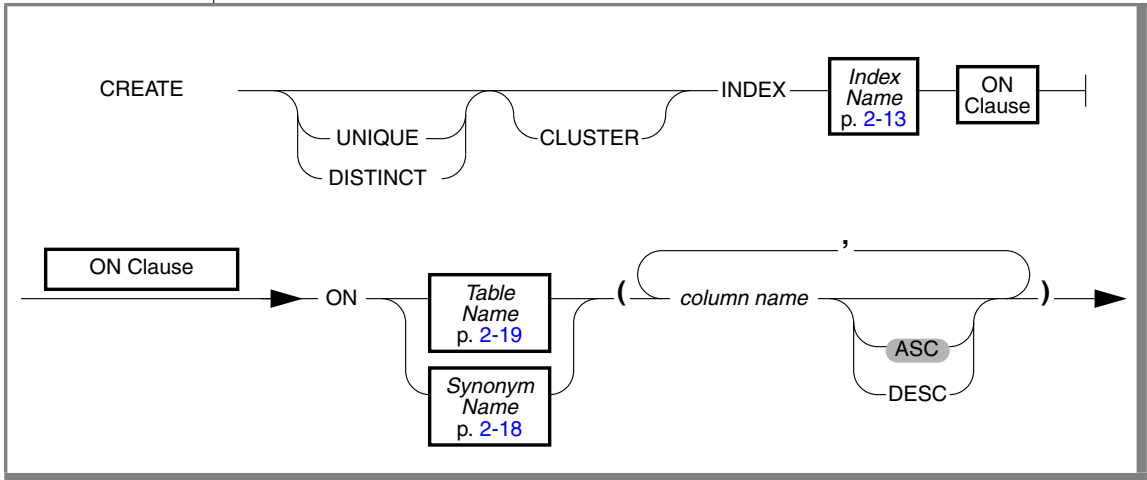 CREATE
UNIQUE
DISTINCT
CLUSTER
INDEX
Index
Name
p. 2-13
ON
Clause
ON Clause
ON
Table
Name
p. 2-19
Synonym
Name
p. 2-18
(
,
column name
ASC
DESC
)